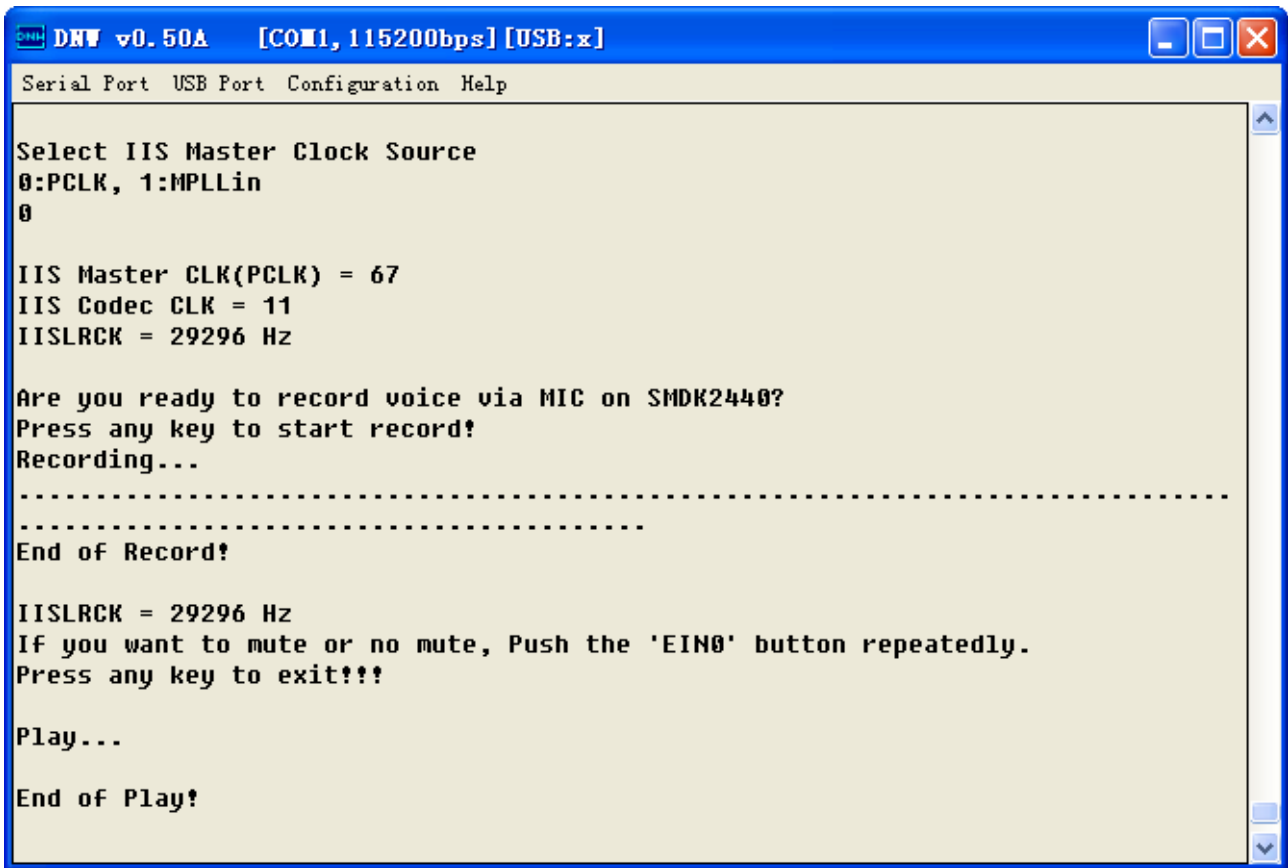 DNW v0.50A [COM1,115200bps][USB:x]
Serial Port USB Port Configuration Help
Select IIS Master Clock Source
0:PCLK, 1:MPLLin
0
IIS Master CLK(PCLK) = 67
IIS Codec CLK = 11
IISLRCK = 29296 Hz
Are you ready to record voice via MIC on SMDK2440?
Press any key to start record!
Recording...
................................................................................
.........................................
End of Record!
IISLRCK = 29296 Hz
If you want to mute or no mute, Push the 'EIN0' button repeatedly.
Press any key to exit!!!
Play...
End of Play!